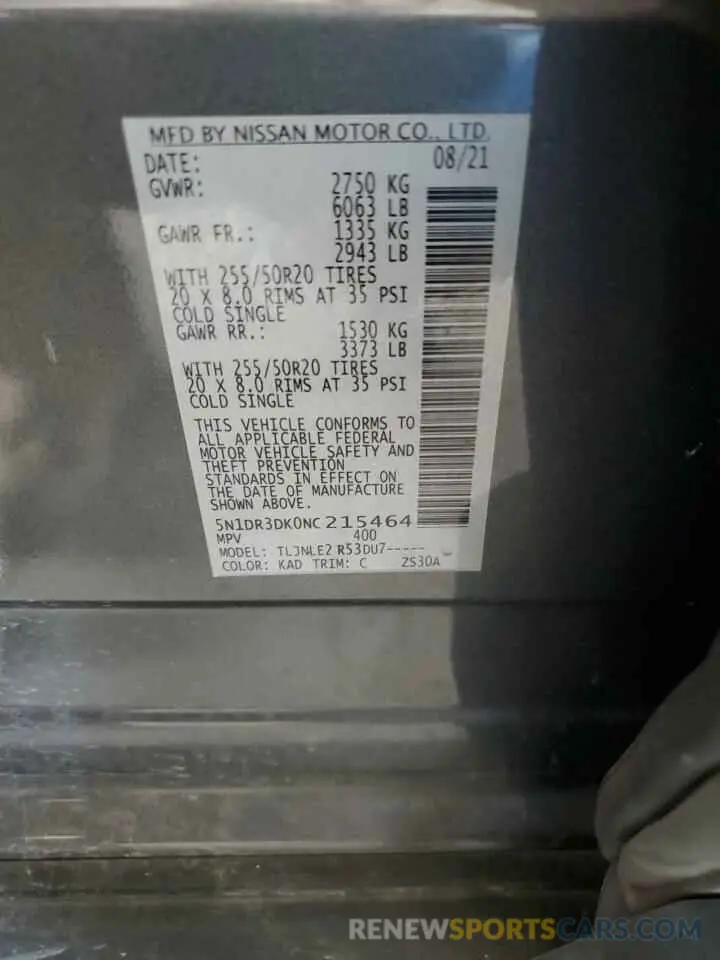 MFD BY NISSAN MOTOR CO., LTD.
DATE: 08/21
GVWR: 2750 KG
6063 LB
GAWR FR.: 1335 KG
2943 LB
WITH 255/50R20 TIRES
20 X 8.0 RIMS AT 35 PSI
COLD SINGLE
GAWR RR.: 1530 KG
3373 LB
WITH 255/50R20 TIRES
20 X 8.0 RIMS AT 35 PSI
COLD SINGLE
THIS VEHICLE CONFORMS TO
ALL APPLICABLE FEDERAL
MOTOR VEHICLE SAFETY AND
THEFT PREVENTION
STANDARDS IN EFFECT ON
THE DATE OF MANUFACTURE
SHOWN ABOVE.
5N1DR3DK0NC215464
MPV 400
MODEL: TLJNLE2 R53DU7-----
COLOR: KAD TRIM: C ZS30A
RENEWSPORTSCARS.COM